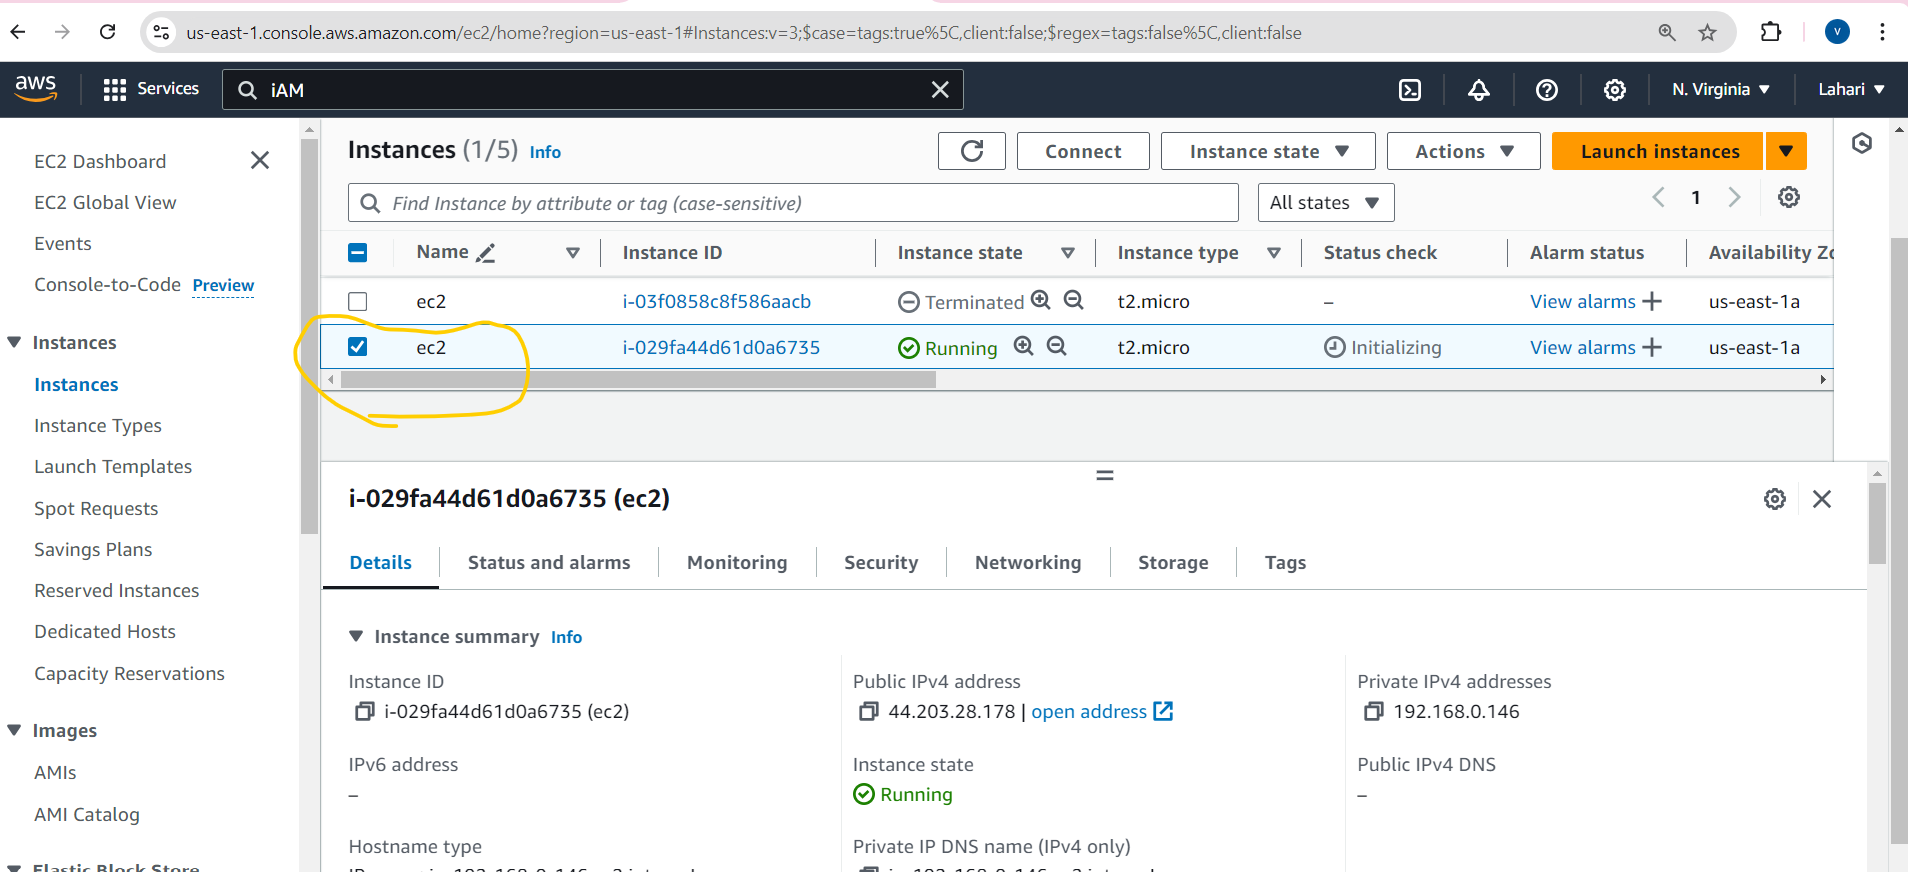 us-east-1.console.aws.amazon.com/ec2/home?region=us-east-1#Instances:v=3;$case=tags:true%5C,client:false;$regex=tags:false%5C,client:false
V
aws Services iAM N. Virginia Lahari
EC2 Dashboard
EC2 Global View
Events
Console-to-Code Preview
Instances
Instances
Instance Types
Launch Templates
Spot Requests
Savings Plans
Reserved Instances
Dedicated Hosts
Capacity Reservations
Images
AMIs
AMI Catalog
Elastic Block Store
Instances (1/5) Info Connect Instance state Actions Launch instances
Find Instance by attribute or tag (case-sensitive) All states 1
Name Instance ID Instance state Instance type Status check Alarm status Availability Zo
ec2 i-03f0858c8f586aacb Terminated t2.micro – View alarms + us-east-1a
ec2 i-029fa44d61d0a6735 Running t2.micro Initializing View alarms + us-east-1a
i-029fa44d61d0a6735 (ec2)
Details Status and alarms Monitoring Security Networking Storage Tags
Instance summary Info
Instance ID
i-029fa44d61d0a6735 (ec2)
Public IPv4 address
44.203.28.178 | open address
Private IPv4 addresses
192.168.0.146
IPv6 address
–
Instance state
Running
Public IPv4 DNS
–
Hostname type
Private IP DNS name (IPv4 only)